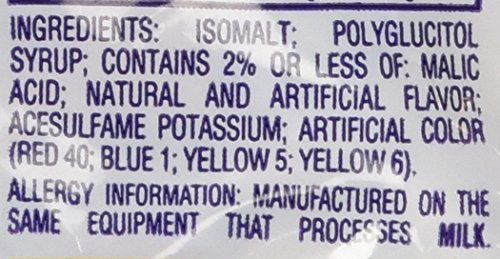 INGREDIENTS: ISOMALT; POLYGLUCITOL
SYRUP; CONTAINS 2% OR LESS OF: MALIC
ACID; NATURAL AND ARTIFICIAL FLAVOR;
ACESULFAME POTASSIUM; ARTIFICIAL COLOR
(RED 40; BLUE 1; YELLOW 5; YELLOW 6).
ALLERGY INFORMATION: MANUFACTURED ON THE
SAME EQUIPMENT THAT PROCESSES MILK.